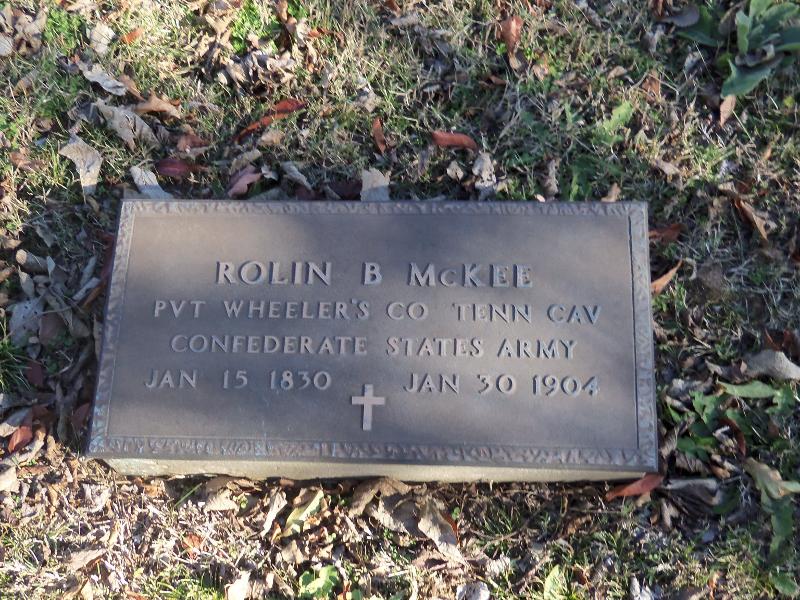 ROLIN B McKEE
PVT WHEELER'S CO TENN CAV
CONFEDERATE STATES ARMY
JAN 15 1830 JAN 30 1904